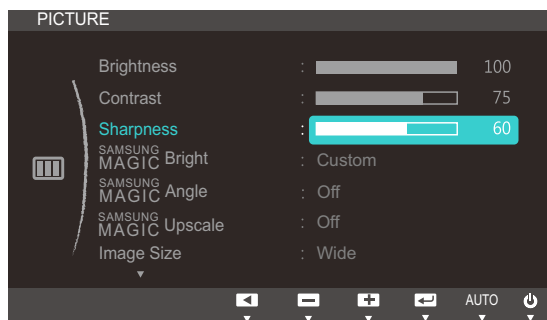 PICTURE
Brightness : 100
Contrast : 75
Sharpness : 60
SAMSUNG MAGIC Bright : Custom
SAMSUNG MAGIC Angle : Off
SAMSUNG MAGIC Upscale : Off
Image Size : Wide
AUTO